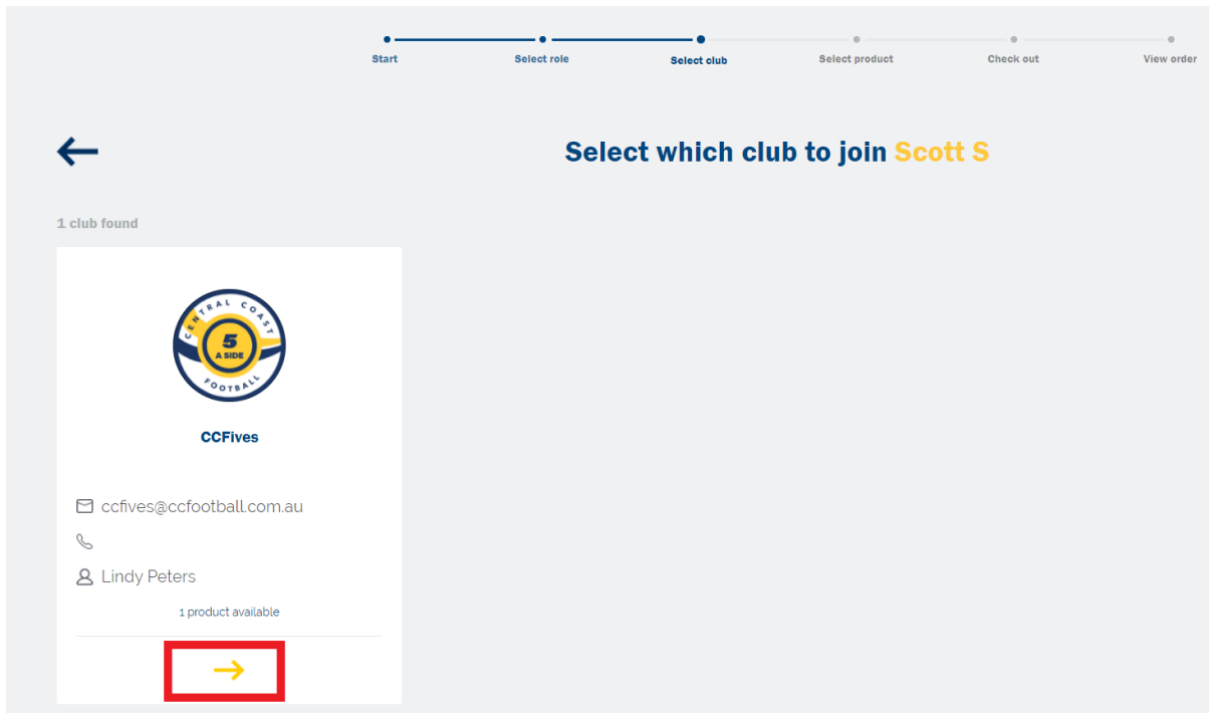 Start Select role Select club Select product Check out View order
Select which club to join Scott S
1 club found
CENTRAL COAST
5
A SIDE
FOOTBALL
CCFives
ccfives@ccfootball.com.au
Lindy Peters
1 product available